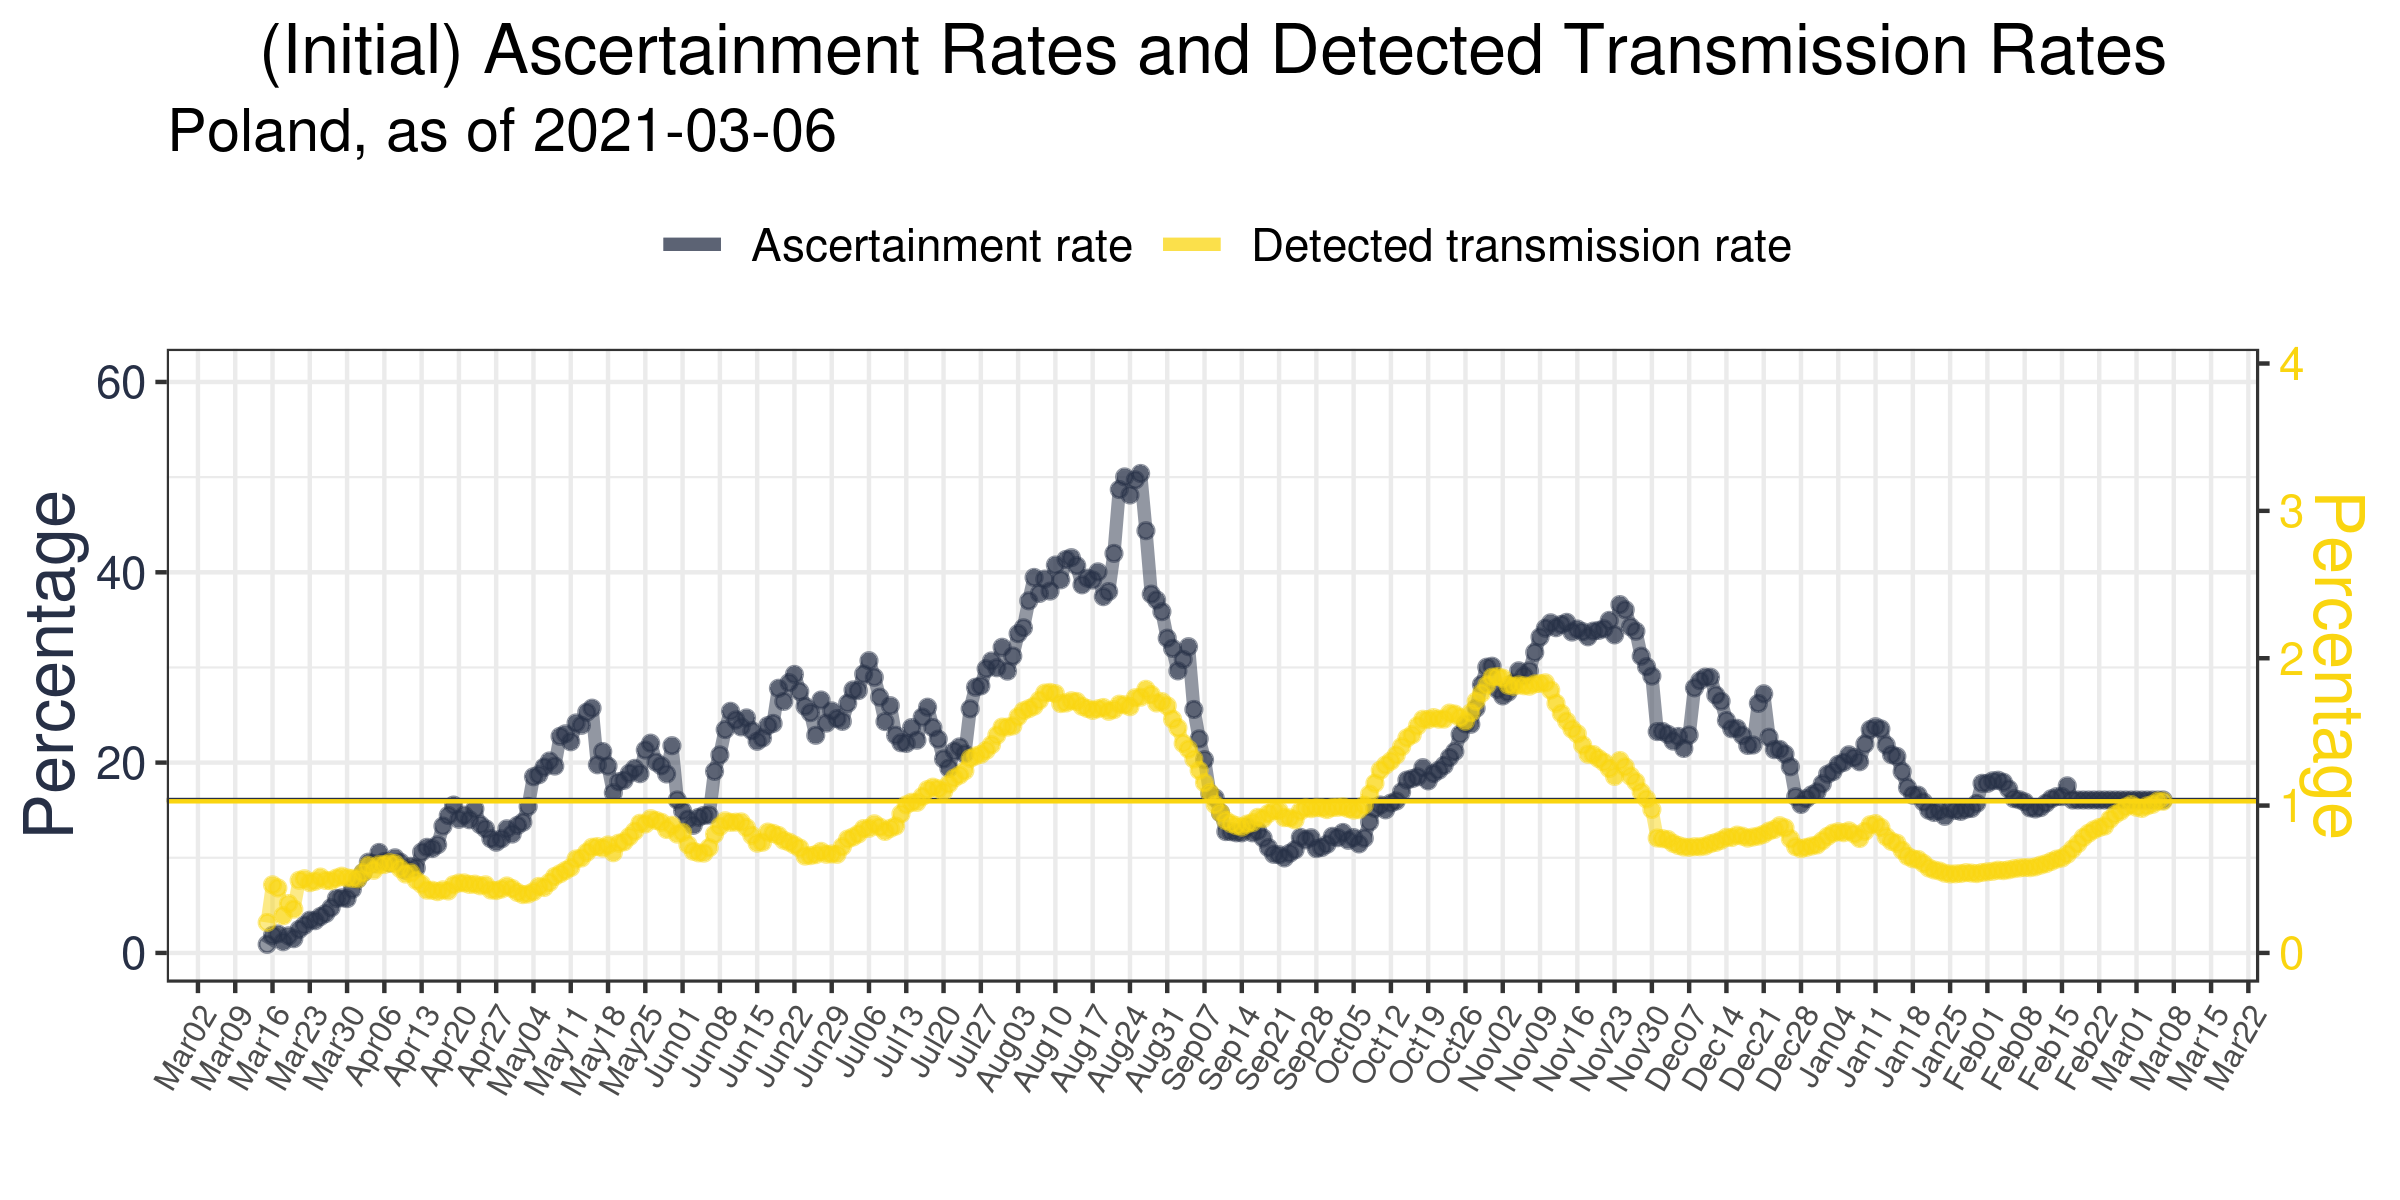 (Initial) Ascertainment Rates and Detected Transmission Rates
Poland, as of 2021-03-06
Ascertainment rate Detected transmission rate
Percentage
60
40
20
0
4
3
2
1
0
Percentage
Mar02 Mar09 Mar16 Mar23 Mar30 Apr06 Apr13 Apr20 Apr27 May04 May11 May18 May25 Jun01 Jun08 Jun15 Jun22 Jun29 Jul06 Jul13 Jul20 Jul27 Aug03 Aug10 Aug17 Aug24 Aug31 Sep07 Sep14 Sep21 Sep28 Oct05 Oct12 Oct19 Oct26 Nov02 Nov09 Nov16 Nov23 Nov30 Dec07 Dec14 Dec21 Dec28 Jan04 Jan11 Jan18 Jan25 Feb01 Feb08 Feb15 Feb22 Mar01 Mar08 Mar15 Mar22